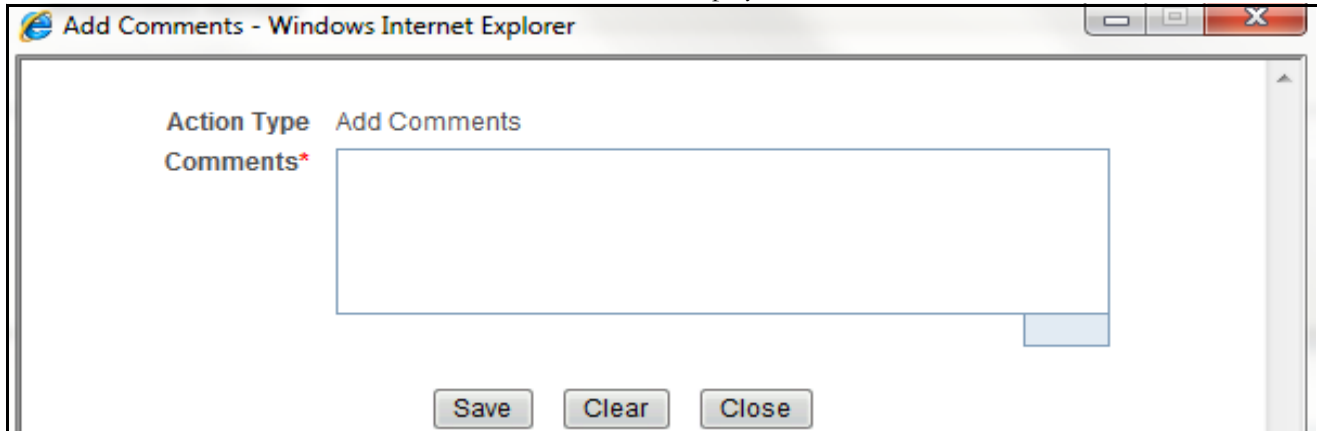 Add Comments - Windows Internet Explorer
Action Type Add Comments
Comments*
Save Clear Close